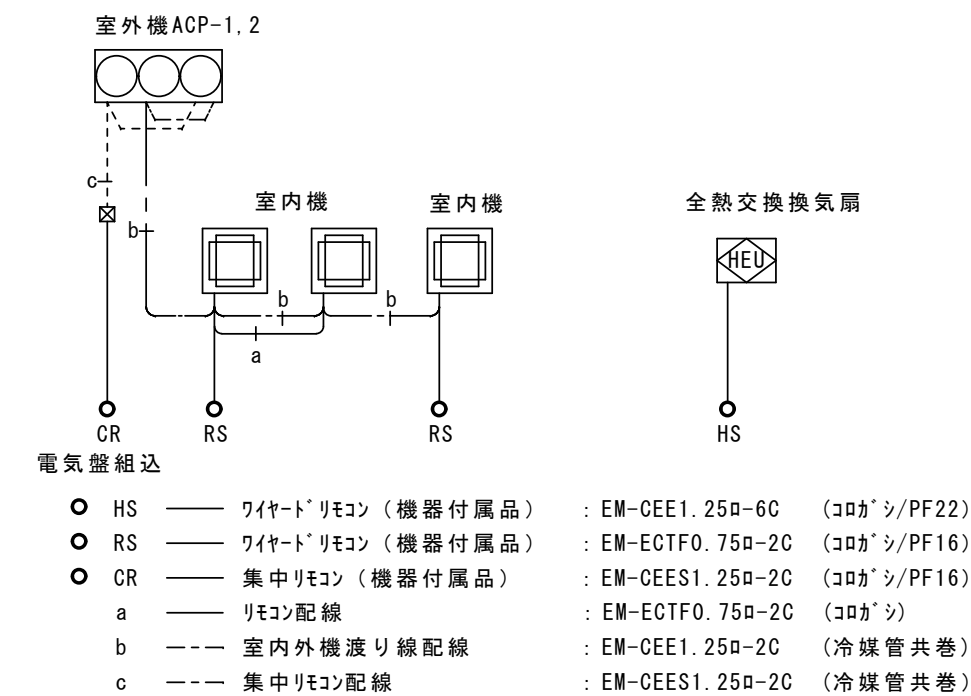 室外機ACP-1,2
c
b
室内機
室内機
全熱交換換気扇
HEU
b
b
a
CR
RS
RS
HS
電気盤組込
HS ワイヤードリモコン（機器付属品） : EM-CEE1.25ロ-6C (コロガシ/PF22)
RS ワイヤードリモコン（機器付属品） : EM-ECTF0.75ロ-2C (コロガシ/PF16)
CR 集中リモコン（機器付属品） : EM-CEES1.25ロ-2C (コロガシ/PF16)
a リモコン配線 : EM-ECTF0.75ロ-2C (コロガシ)
b 室内外機渡り線配線 : EM-CEE1.25ロ-2C (冷媒管共巻)
c 集中リモコン配線 : EM-CEES1.25ロ-2C (冷媒管共巻)